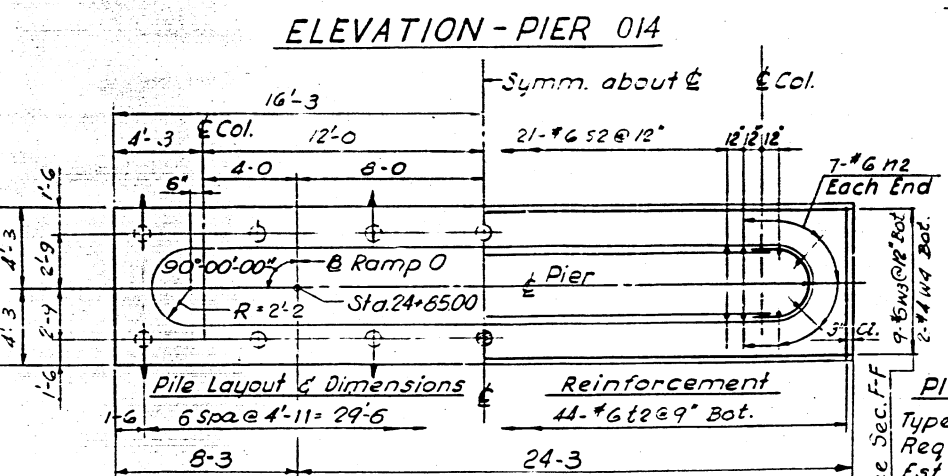 ELEVATION-PIER 014
Symm. about ℄
℄ Col.
16'-3
℄ Col.
4'-3
12'-0
21-#6 S2 @ 12"
12"
12"
12"
4-0
8-0
7-#6 n2
Each End
6"
1'-6
4'-3
2'-9
90°-00'-00"
B Ramp O
℄ Pier
Sta. 24+65.00
R = 2'-2
4'-3
2'-9
1'-6
3" Cl.
9-#5 W3 @ 12" Bot
2-#4 W4 Bot.
Pile Layout & Dimensions
℄
Reinforcement
1-6
6 spa @ 4'-11 = 29'-6
44-#6 t2 @ 9" Bot.
Sec. F-F
Type
8-3
24-3